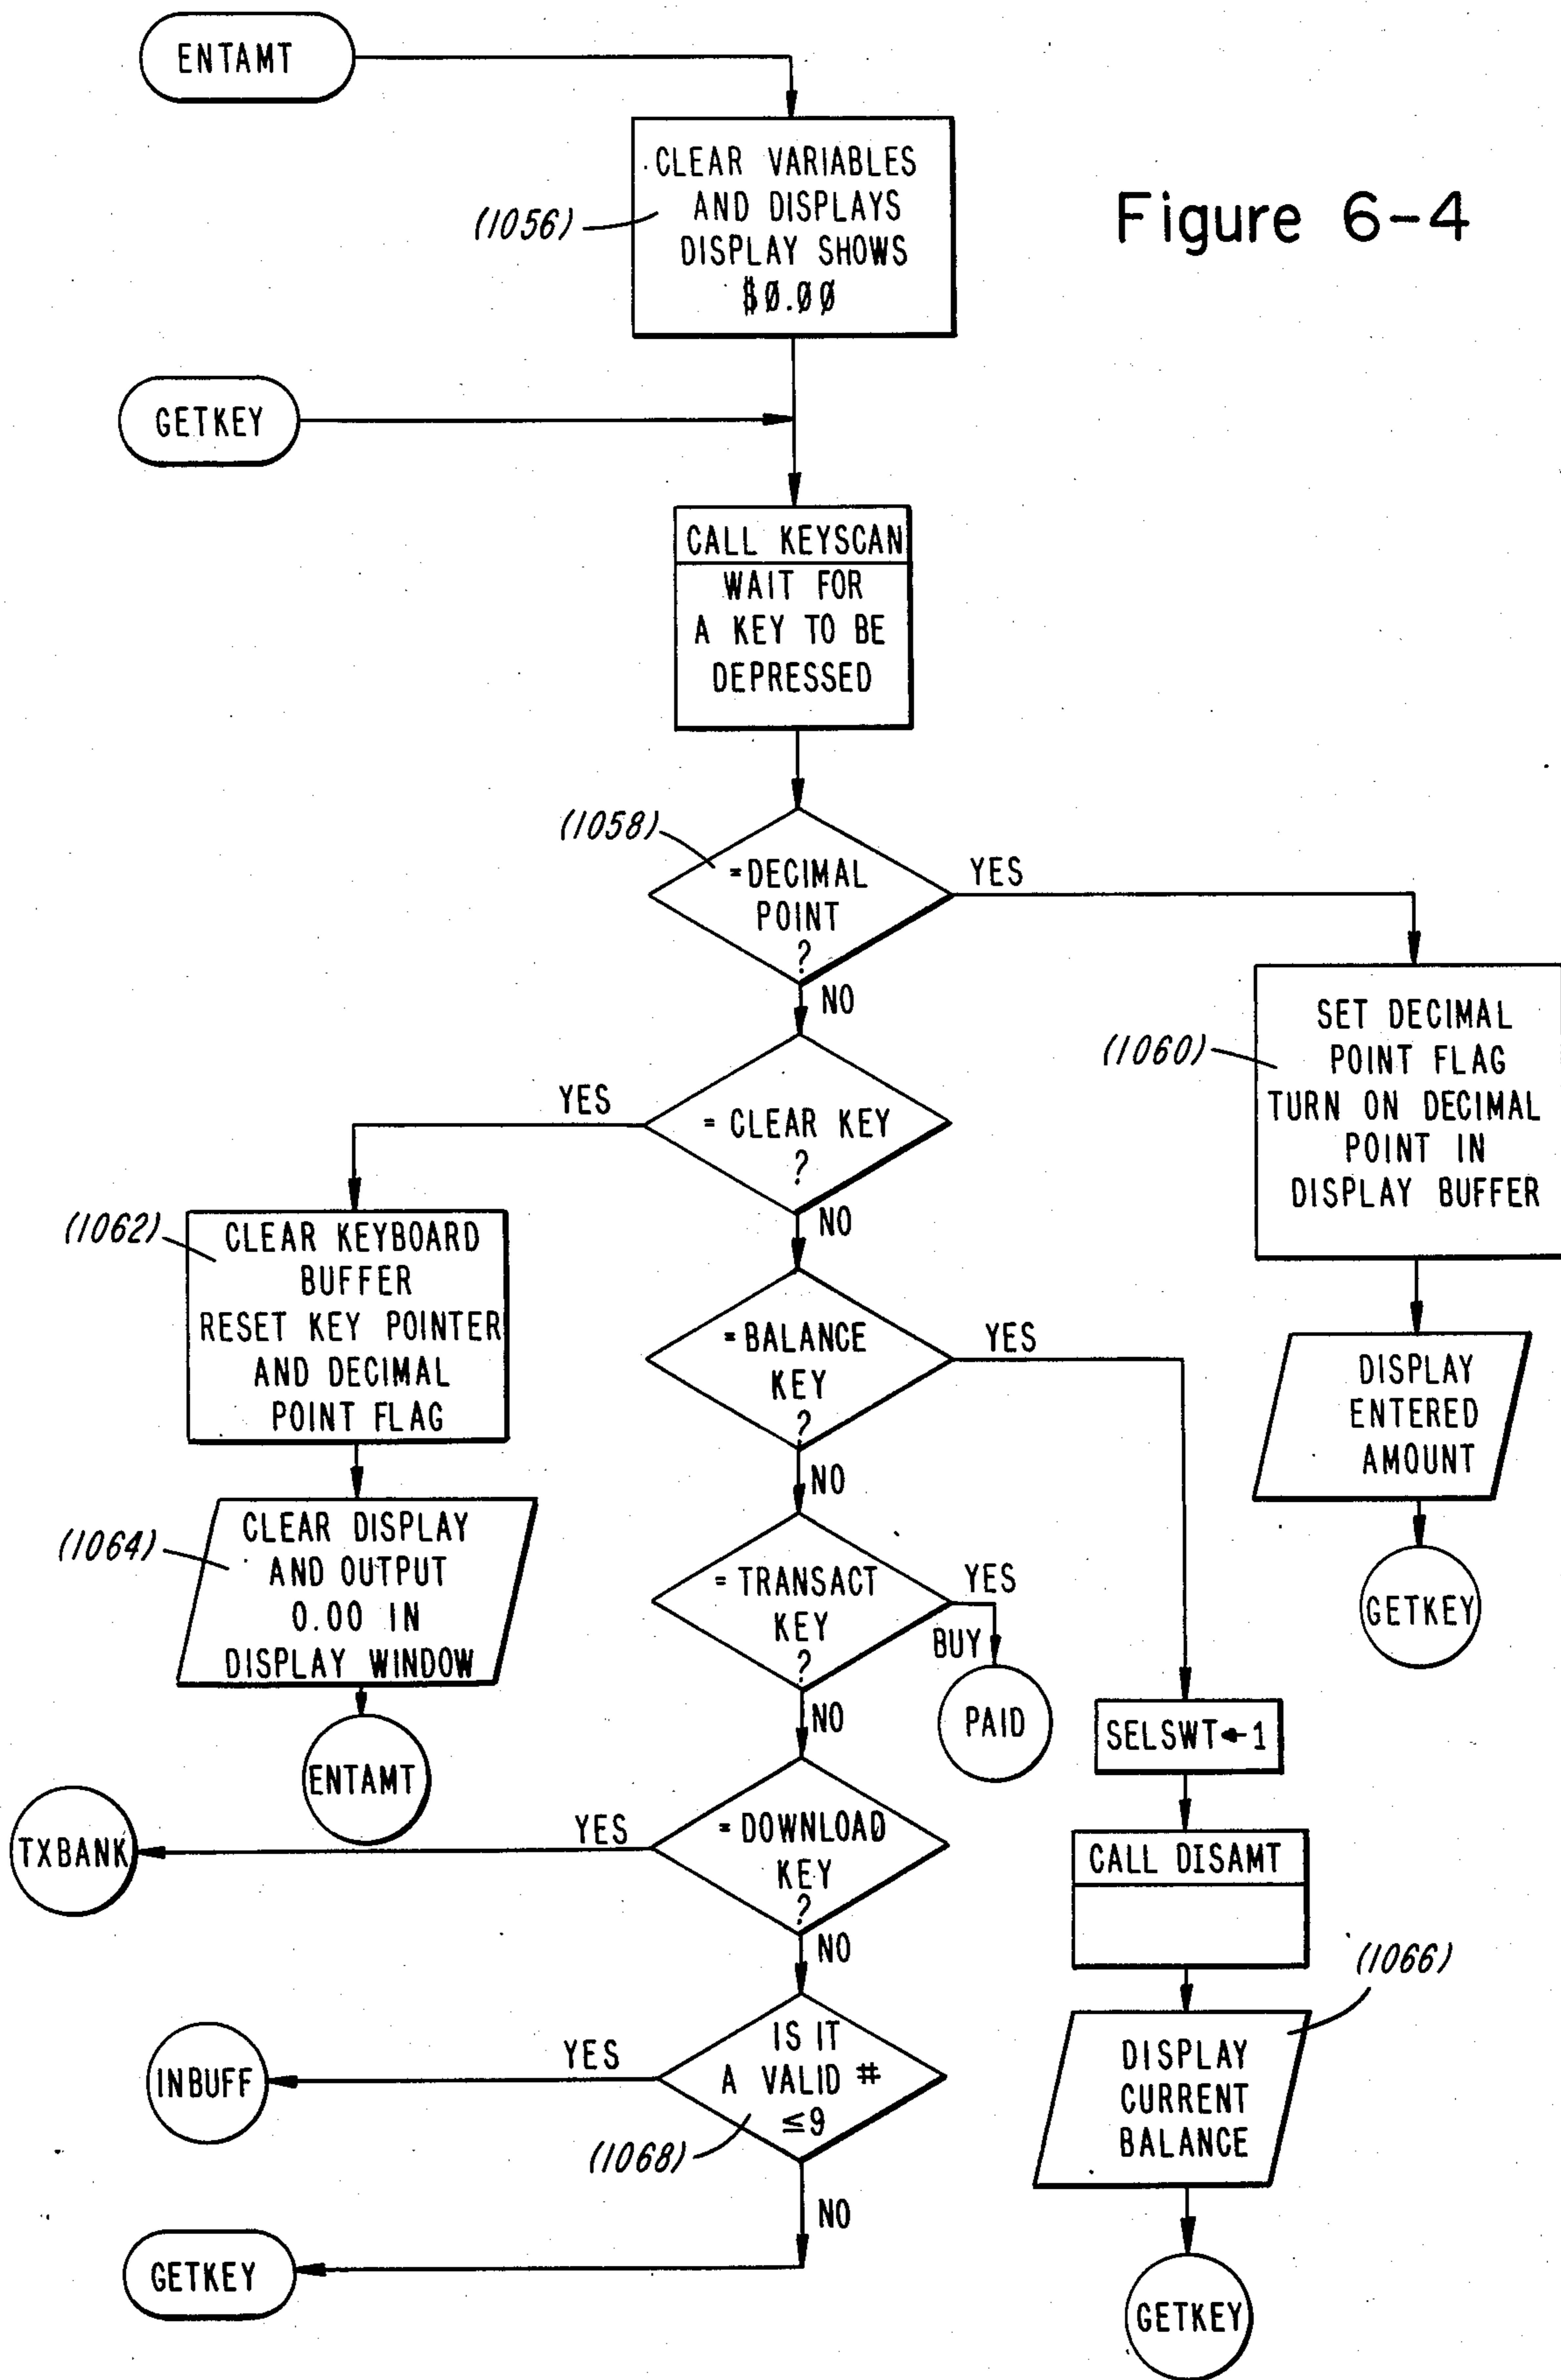 ENTAMT
CLEAR VARIABLES
AND DISPLAYS
DISPLAY SHOWS
$0.00
(1056)
Figure 6-4
GETKEY
CALL KEYSCAN
WAIT FOR
A KEY TO BE
DEPRESSED
(1058)
=DECIMAL
POINT
?
YES
NO
(1060)
SET DECIMAL
POINT FLAG
TURN ON DECIMAL
POINT IN
DISPLAY BUFFER
DISPLAY
ENTERED
AMOUNT
GETKEY
= CLEAR KEY
?
YES
NO
(1062)
CLEAR KEYBOARD
BUFFER
RESET KEY POINTER
AND DECIMAL
POINT FLAG
(1064)
CLEAR DISPLAY
AND OUTPUT
0.00 IN
DISPLAY WINDOW
ENTAMT
=BALANCE
KEY
?
YES
NO
= TRANSACT
KEY
?
YES
BUY
PAID
NO
SELSWT←1
CALL DISAMT
(1066)
DISPLAY
CURRENT
BALANCE
GETKEY
= DOWNLOAD
KEY
?
YES
TXBANK
NO
IS IT
A VALID #
≤9
(1068)
YES
INBUFF
NO
GETKEY